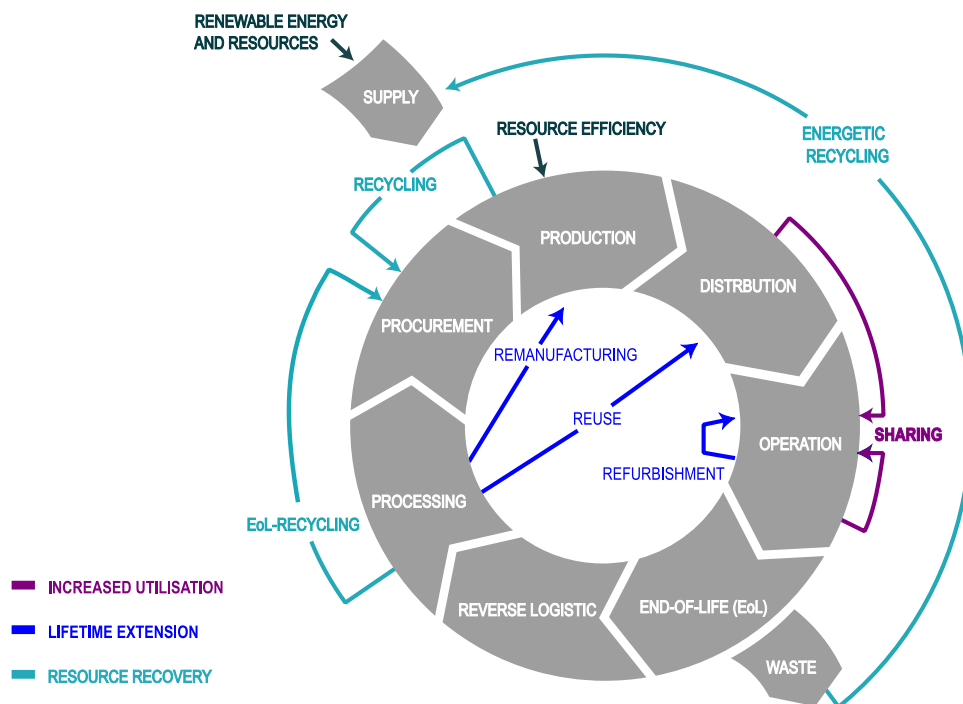 RENEWABLE ENERGY
AND RESOURCES
SUPPLY
RESOURCE EFFICIENCY
ENERGETIC
RECYCLING
RECYCLING
PRODUCTION
DISTRBUTION
PROCUREMENT
REMANUFACTURING
REUSE
SHARING
OPERATION
REFURBISHMENT
PROCESSING
EoL-RECYCLING
INCREASED UTILISATION
REVERSE LOGISTIC
END-OF-LIFE (EoL)
LIFETIME EXTENSION
WASTE
RESOURCE RECOVERY